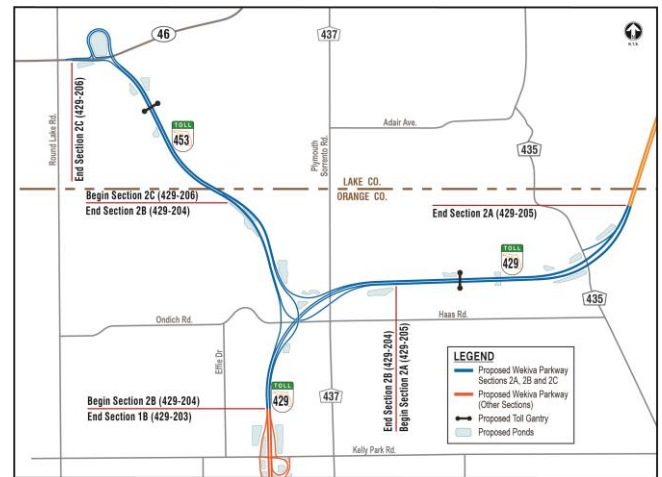 46
437
N.T.S.
Round Lake Rd.
End Section 2C (429-206)
TOLL
453
Plymouth
Sorrento Rd.
Adair Ave.
435
LAKE CO.
ORANGE CO.
Begin Section 2C (429-206)
End Section 2B (429-204)
End Section 2A (429-205)
TOLL
429
435
Ondich Rd.
Haas Rd.
Effie Dr
End Section 2B (429-204)
Begin Section 2A (429-205)
Begin Section 2B (429-204)
End Section 1B (429-203)
TOLL
429
437
Kelly Park Rd.
LEGEND
Proposed Wekiva Parkway
Sections 2A, 2B and 2C
Proposed Wekiva Parkway
(Other Sections)
Proposed Toll Gantry
Proposed Ponds